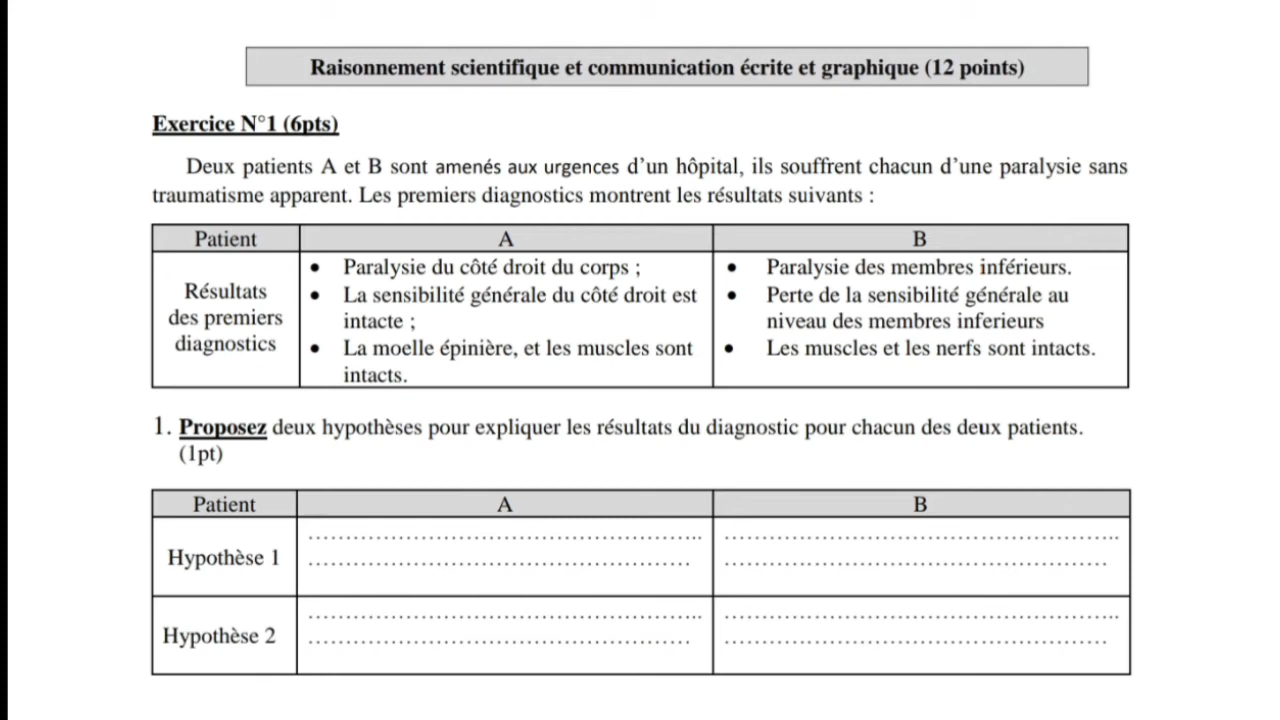 Raisonnement scientifique et communication écrite et graphique (12 points)
Exercice N°1 (6pts)
Deux patients A et B sont amenés aux urgences d’un hôpital, ils souffrent chacun d’une paralysie sans
traumatisme apparent. Les premiers diagnostics montrent les résultats suivants :
Patient
A
B
Résultats
des premiers
diagnostics
• Paralysie du côté droit du corps ;
• La sensibilité générale du côté droit est
intacte ;
• La moelle épinière, et les muscles sont
intacts.
• Paralysie des membres inférieurs.
• Perte de la sensibilité générale au
niveau des membres inferieurs
• Les muscles et les nerfs sont intacts.
1. Proposez deux hypothèses pour expliquer les résultats du diagnostic pour chacun des deux patients.
(1pt)
Patient
A
B
Hypothèse 1
Hypothèse 2